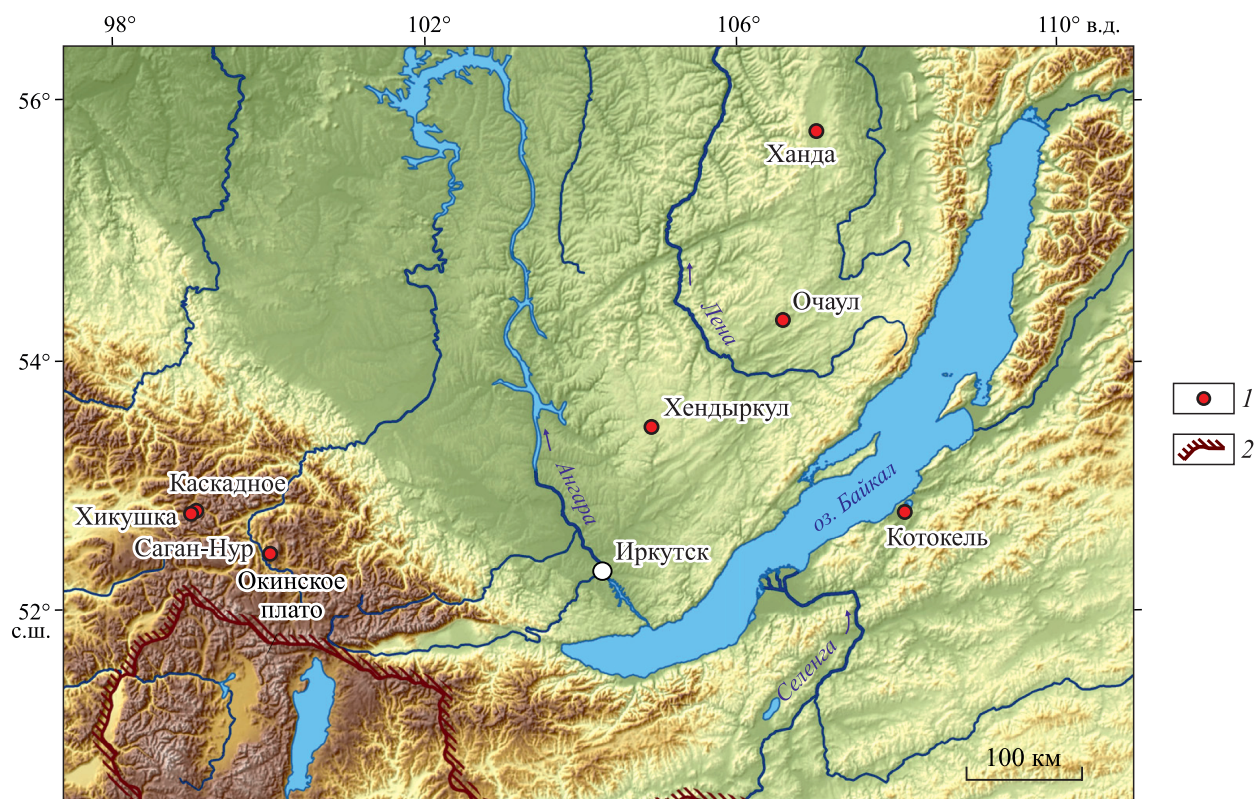 98° 102° 106° 110° в.д.
56°
Ханда
Очаул
Лена
54°
Хендыркул
1
2
Каскадное
Ангара
оз. Байкал
Хикушка
Саган-Нур
Иркутск
Котокель
Окинское
плато
52°
с.ш.
Селенга
100 км